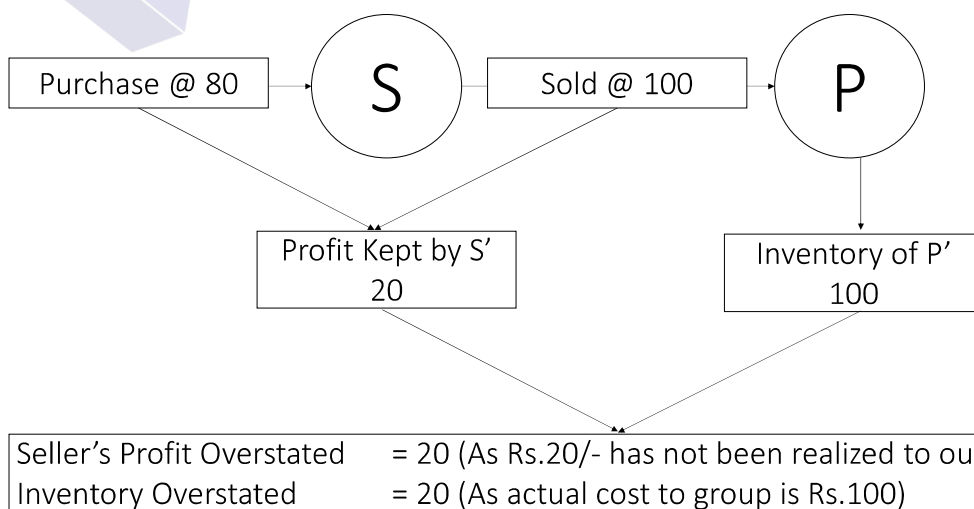 Purchase @ 80
S
Sold @ 100
P
Profit Kept by S’
20
Inventory of P’
100
Seller’s Profit Overstated = 20 (As Rs.20/- has not been realized to
Inventory Overstated = 20 (As actual cost to group is Rs.100)